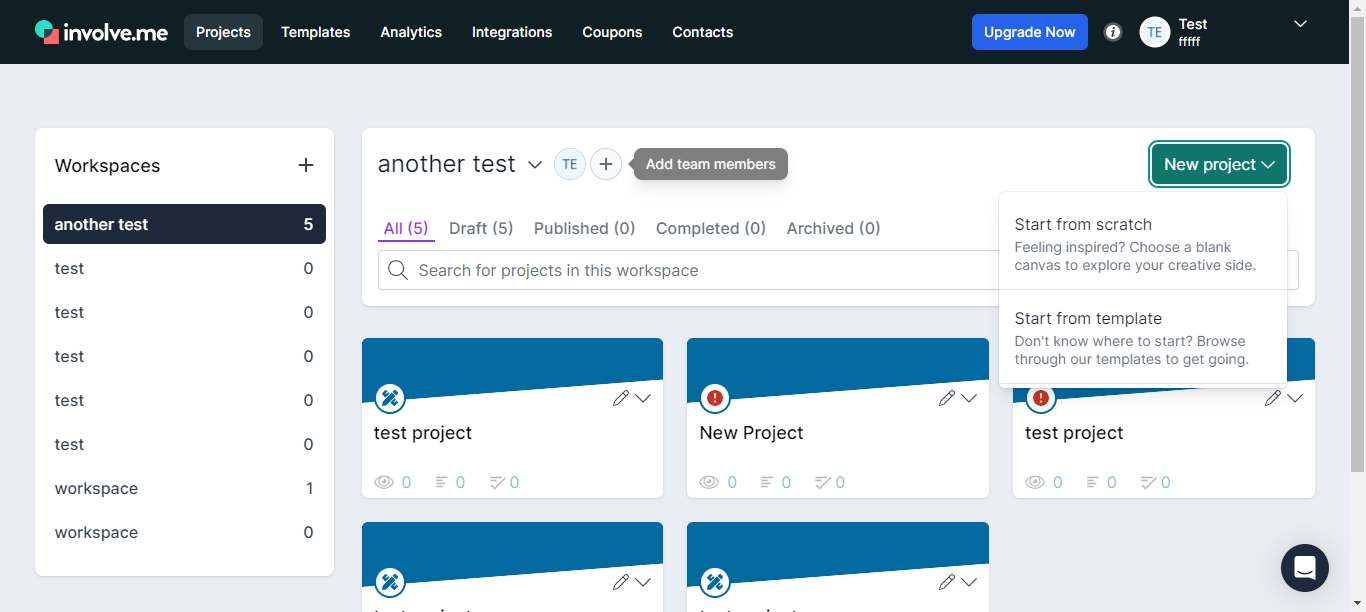 involve.me
Projects
Templates
Analytics
Integrations
Coupons
Contacts
Upgrade Now
TE
Test
fffff
Workspaces
another test 5
test 0
test 0
test 0
test 0
test 0
workspace 1
workspace 0
another test
TE
Add team members
New project
All (5)
Draft (5)
Published (0)
Completed (0)
Archived (0)
Search for projects in this workspace
Start from scratch
Feeling inspired? Choose a blank
canvas to explore your creative side.
Start from template
Don't know where to start? Browse
through our templates to get going.
test project
0 0 0
New Project
0 0 0
test project
0 0 0